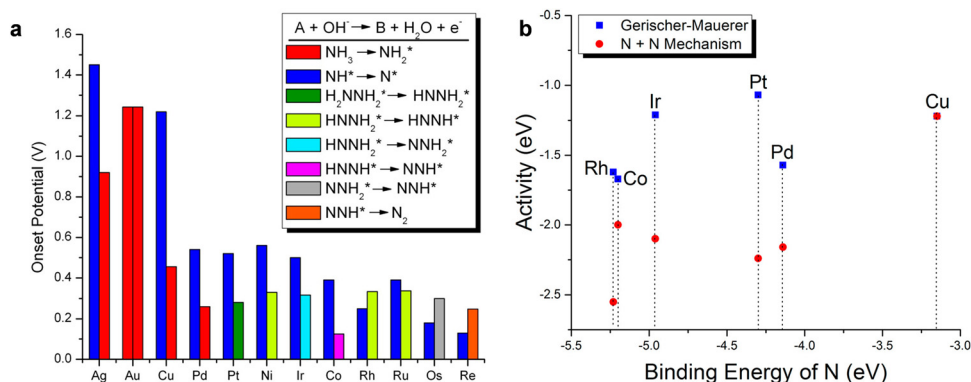 a
A + OH⁻ → B + H₂O + e⁻
NH₃ → NH₂*
NH* → N*
H₂NNH₂* → HNNH₂*
HNNH₂* → HNNH*
HNNH₂* → NNH₂*
HNNH* → NNH*
NNH₂* → NNH*
NNH* → N₂
Onset Potential (V)
1.6
1.4
1.2
1.0
0.8
0.6
0.4
0.2
0.0
Ag Au Cu Pd Pt Ni Ir Co Rh Ru Os Re
b
Gerischer-Mauerer
N + N Mechanism
Activity (eV)
-0.5
-1.0
-1.5
-2.0
-2.5
Rh
Co
Ir
Pt
Pd
Cu
-5.5 -5.0 -4.5 -4.0 -3.5 -3.0
Binding Energy of N (eV)